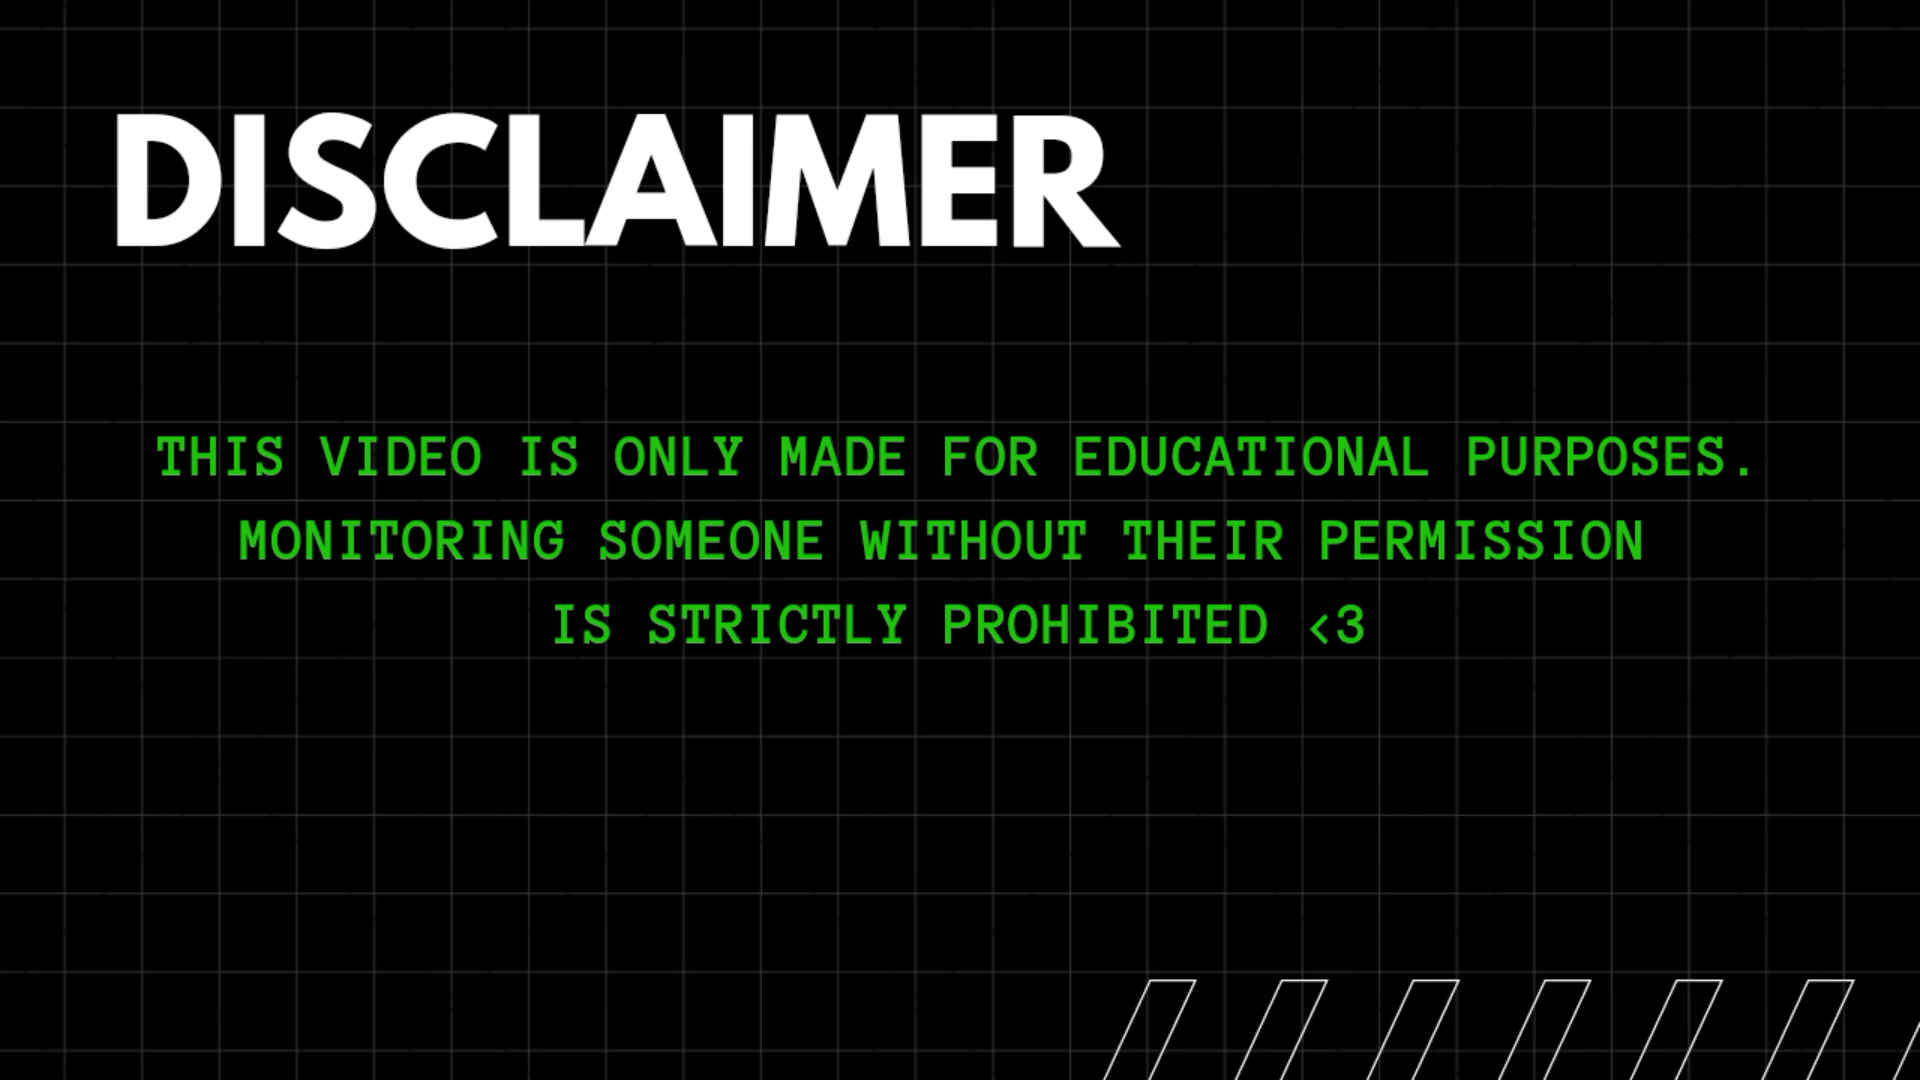 DISCLAIMER
THIS VIDEO IS ONLY MADE FOR EDUCATIONAL PURPOSES.
MONITORING SOMEONE WITHOUT THEIR PERMISSION
IS STRICTLY PROHIBITED <3